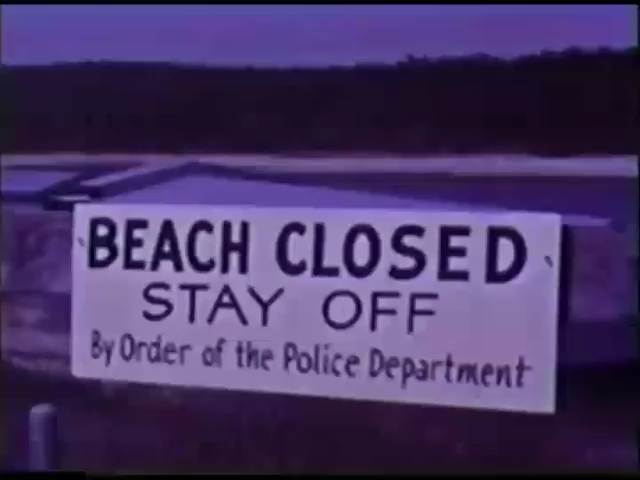 BEACH CLOSED
STAY OFF
By Order of the Police Department